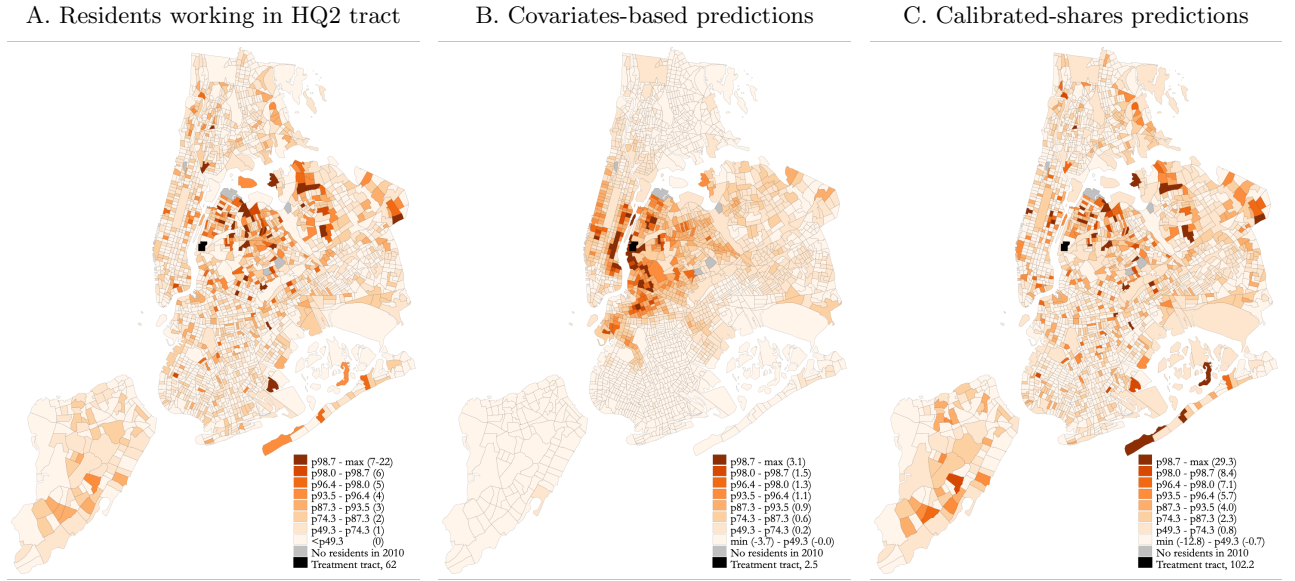 A. Residents working in HQ2 tract
B. Covariates-based predictions
C. Calibrated-shares predictions
p98.7 - max (7-22)
p98.0 - p98.7 (6)
p96.4 - p98.0 (5)
p93.5 - p96.4 (4)
p87.3 - p93.5 (3)
p74.3 - p87.3 (2)
p49.3 - p74.3 (1)
<p49.3 (0)
No residents in 2010
Treatment tract, 62
p98.7 - max (3.1)
p98.0 - p98.7 (1.5)
p96.4 - p98.0 (1.3)
p93.5 - p96.4 (1.1)
p87.3 - p93.5 (0.9)
p74.3 - p87.3 (0.6)
p49.3 - p74.3 (0.2)
min (-3.7) - p49.3 (-0.0)
No residents in 2010
Treatment tract, 2.5
p98.7 - max (29.3)
p98.0 - p98.7 (8.4)
p96.4 - p98.0 (7.1)
p93.5 - p96.4 (5.7)
p87.3 - p93.5 (4.0)
p74.3 - p87.3 (2.3)
p49.3 - p74.3 (0.8)
min (-12.8) - p49.3 (-0.7)
No residents in 2010
Treatment tract, 102.2